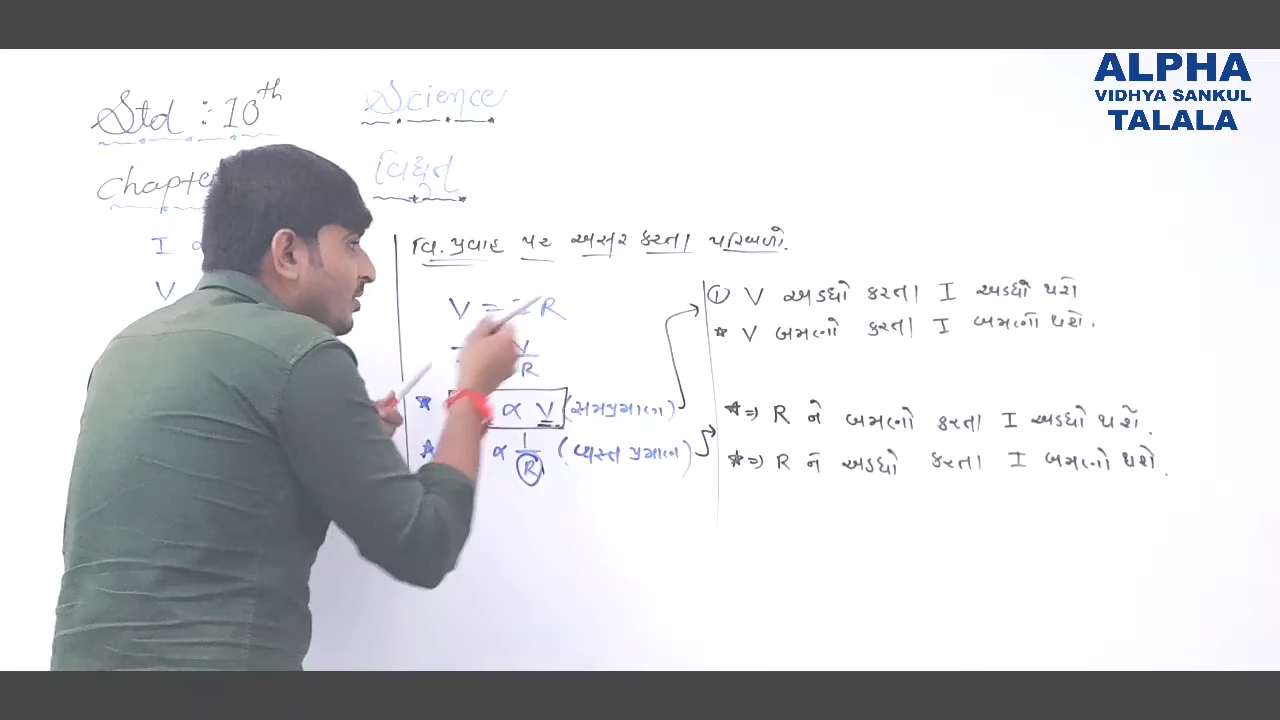 ALPHA
VIDHYA SANKUL
TALALA
Std : 10th
Science
Chapte
વિદ્યુત
I
V
વિ. પ્રવાહ પર અસર કરતા પરિબળો.
V = I R
V
R
* ∝ V (સમપ્રમાણ)
* ∝ 1/R (વ્યસ્ત પ્રમાણ)
① V અડધો કરતા I અડધો થશે
* V બમણો કરતા I બમણો થશે.
* ⇒ R ને બમણો કરતા I અડધો થશે.
* ⇒ R ને અડધો કરતા I બમણો થશે.